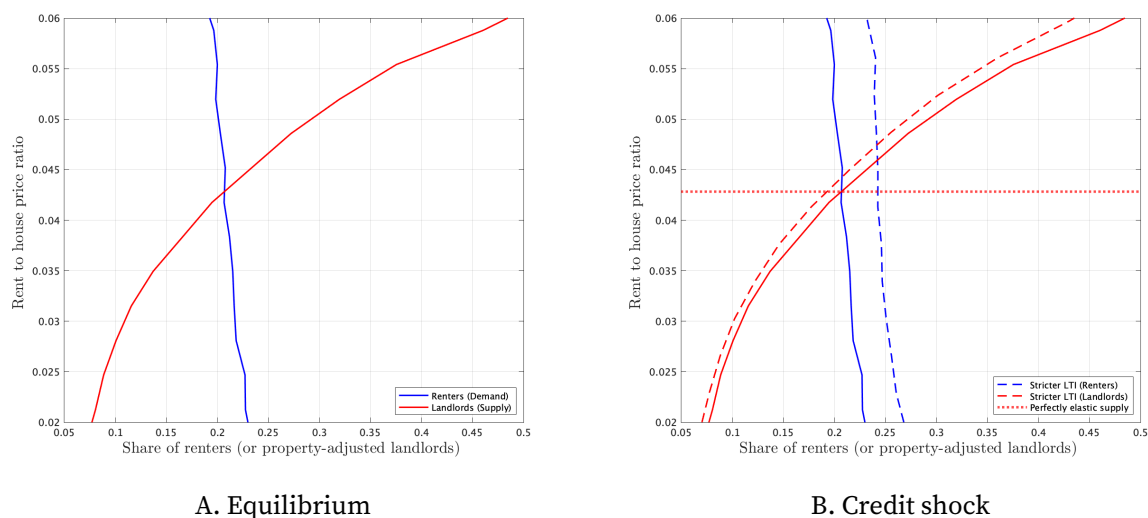 0.06
0.055
0.05
0.045
0.04
0.035
0.03
0.025
0.02
Rent to house price ratio
0.05 0.1 0.15 0.2 0.25 0.3 0.35 0.4 0.45 0.5
Share of renters (or property-adjusted landlords)
Renters (Demand)
Landlords (Supply)
A. Equilibrium
0.06
0.055
0.05
0.045
0.04
0.035
0.03
0.025
0.02
Rent to house price ratio
0.05 0.1 0.15 0.2 0.25 0.3 0.35 0.4 0.45 0.5
Share of renters (or property-adjusted landlords)
Stricter LTI (Renters)
Stricter LTI (Landlords)
Perfectly elastic supply
B. Credit shock